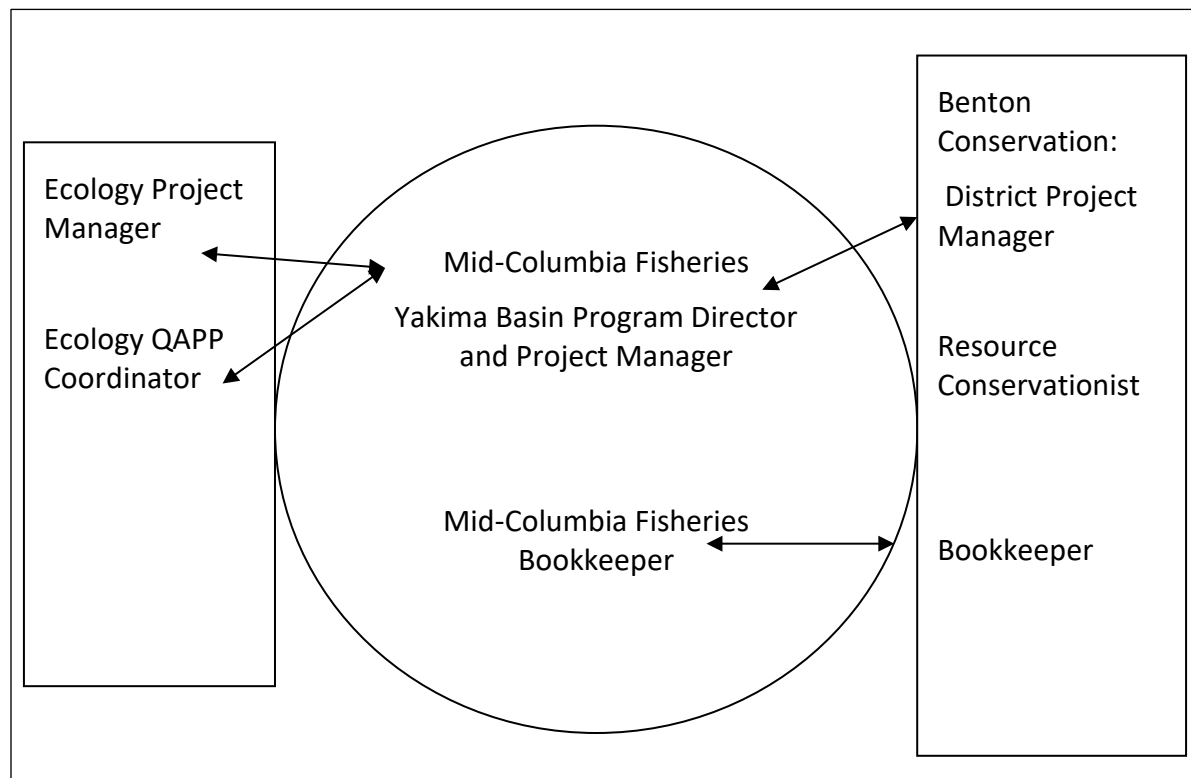 Ecology Project
Manager
Ecology QAPP
Coordinator
Mid-Columbia Fisheries
Yakima Basin Program Director
and Project Manager
Mid-Columbia Fisheries
Bookkeeper
Benton
Conservation:
District Project
Manager
Resource
Conservationist
Bookkeeper